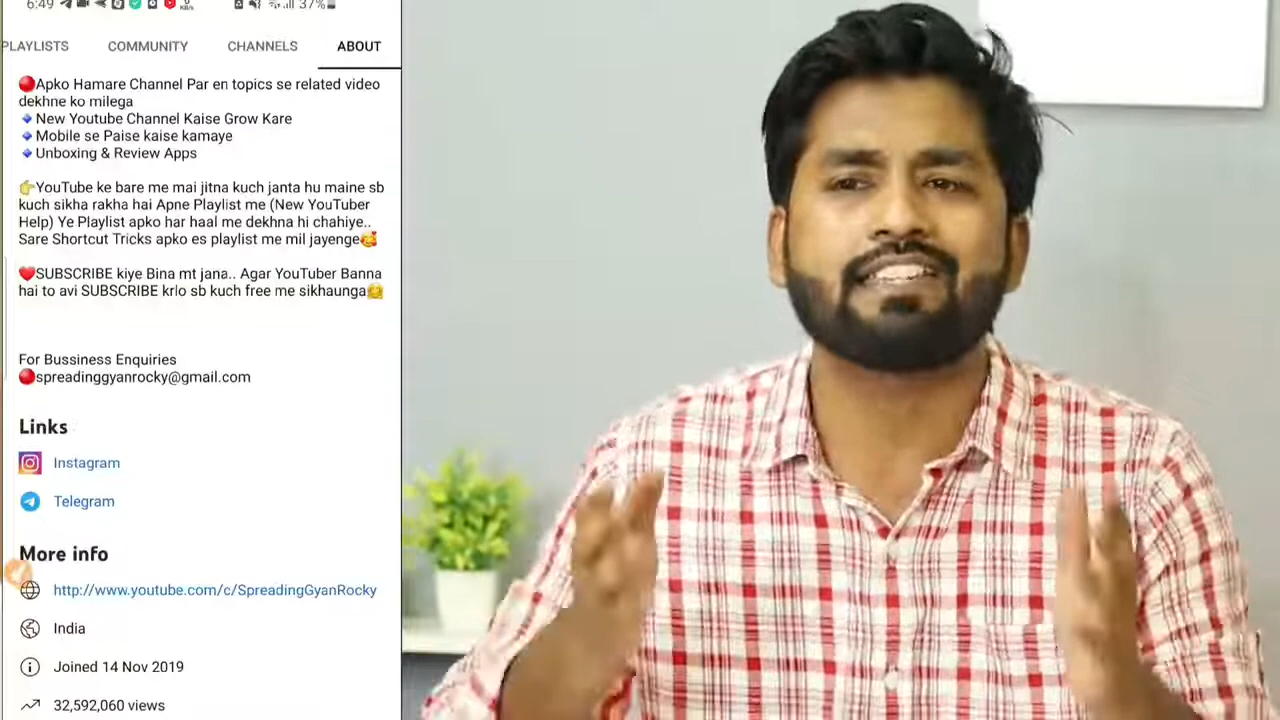 6:49
37%
PLAYLISTS COMMUNITY CHANNELS ABOUT
🔴Apko Hamare Channel Par en topics se related video
dekhne ko milega
🔹New Youtube Channel Kaise Grow Kare
🔹Mobile se Paise kaise kamaye
🔹Unboxing & Review Apps
👉YouTube ke bare me mai jitna kuch janta hu maine sb
kuch sikha rakha hai Apne Playlist me (New YouTuber
Help) Ye Playlist apko har haal me dekhna hi chahiye..
Sare Shortcut Tricks apko es playlist me mil jayenge🥰
❤️SUBSCRIBE kiye Bina mt jana.. Agar YouTuber Banna
hai to avi SUBSCRIBE krlo sb kuch free me sikhaunga🤗
For Bussiness Enquiries
🔴spreadinggyanrocky@gmail.com
Links
Instagram
Telegram
More info
http://www.youtube.com/c/SpreadingGyanRocky
India
Joined 14 Nov 2019
32,592,060 views